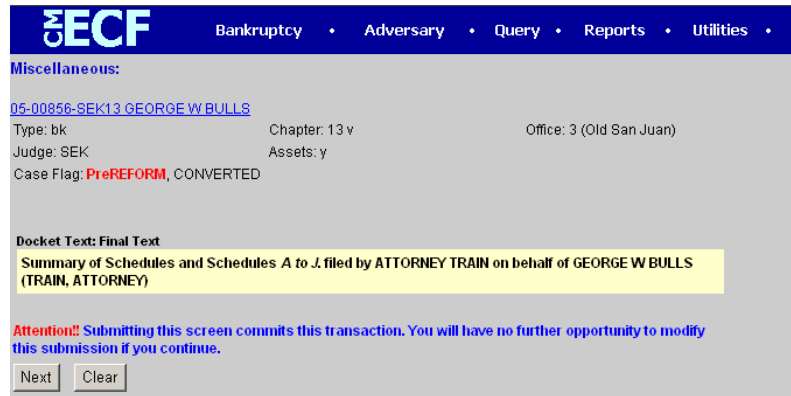 CM ECF Bankruptcy • Adversary • Query • Reports • Utilities •
Miscellaneous:
05-00856-SEK13 GEORGE W BULLS
Type: bk Chapter: 13 v Office: 3 (Old San Juan)
Judge: SEK Assets: y
Case Flag: PreREFORM, CONVERTED
Docket Text: Final Text
Summary of Schedules and Schedules A to J. filed by ATTORNEY TRAIN on behalf of GEORGE W BULLS
(TRAIN, ATTORNEY)
Attention!! Submitting this screen commits this transaction. You will have no further opportunity to modify
this submission if you continue.
Next Clear